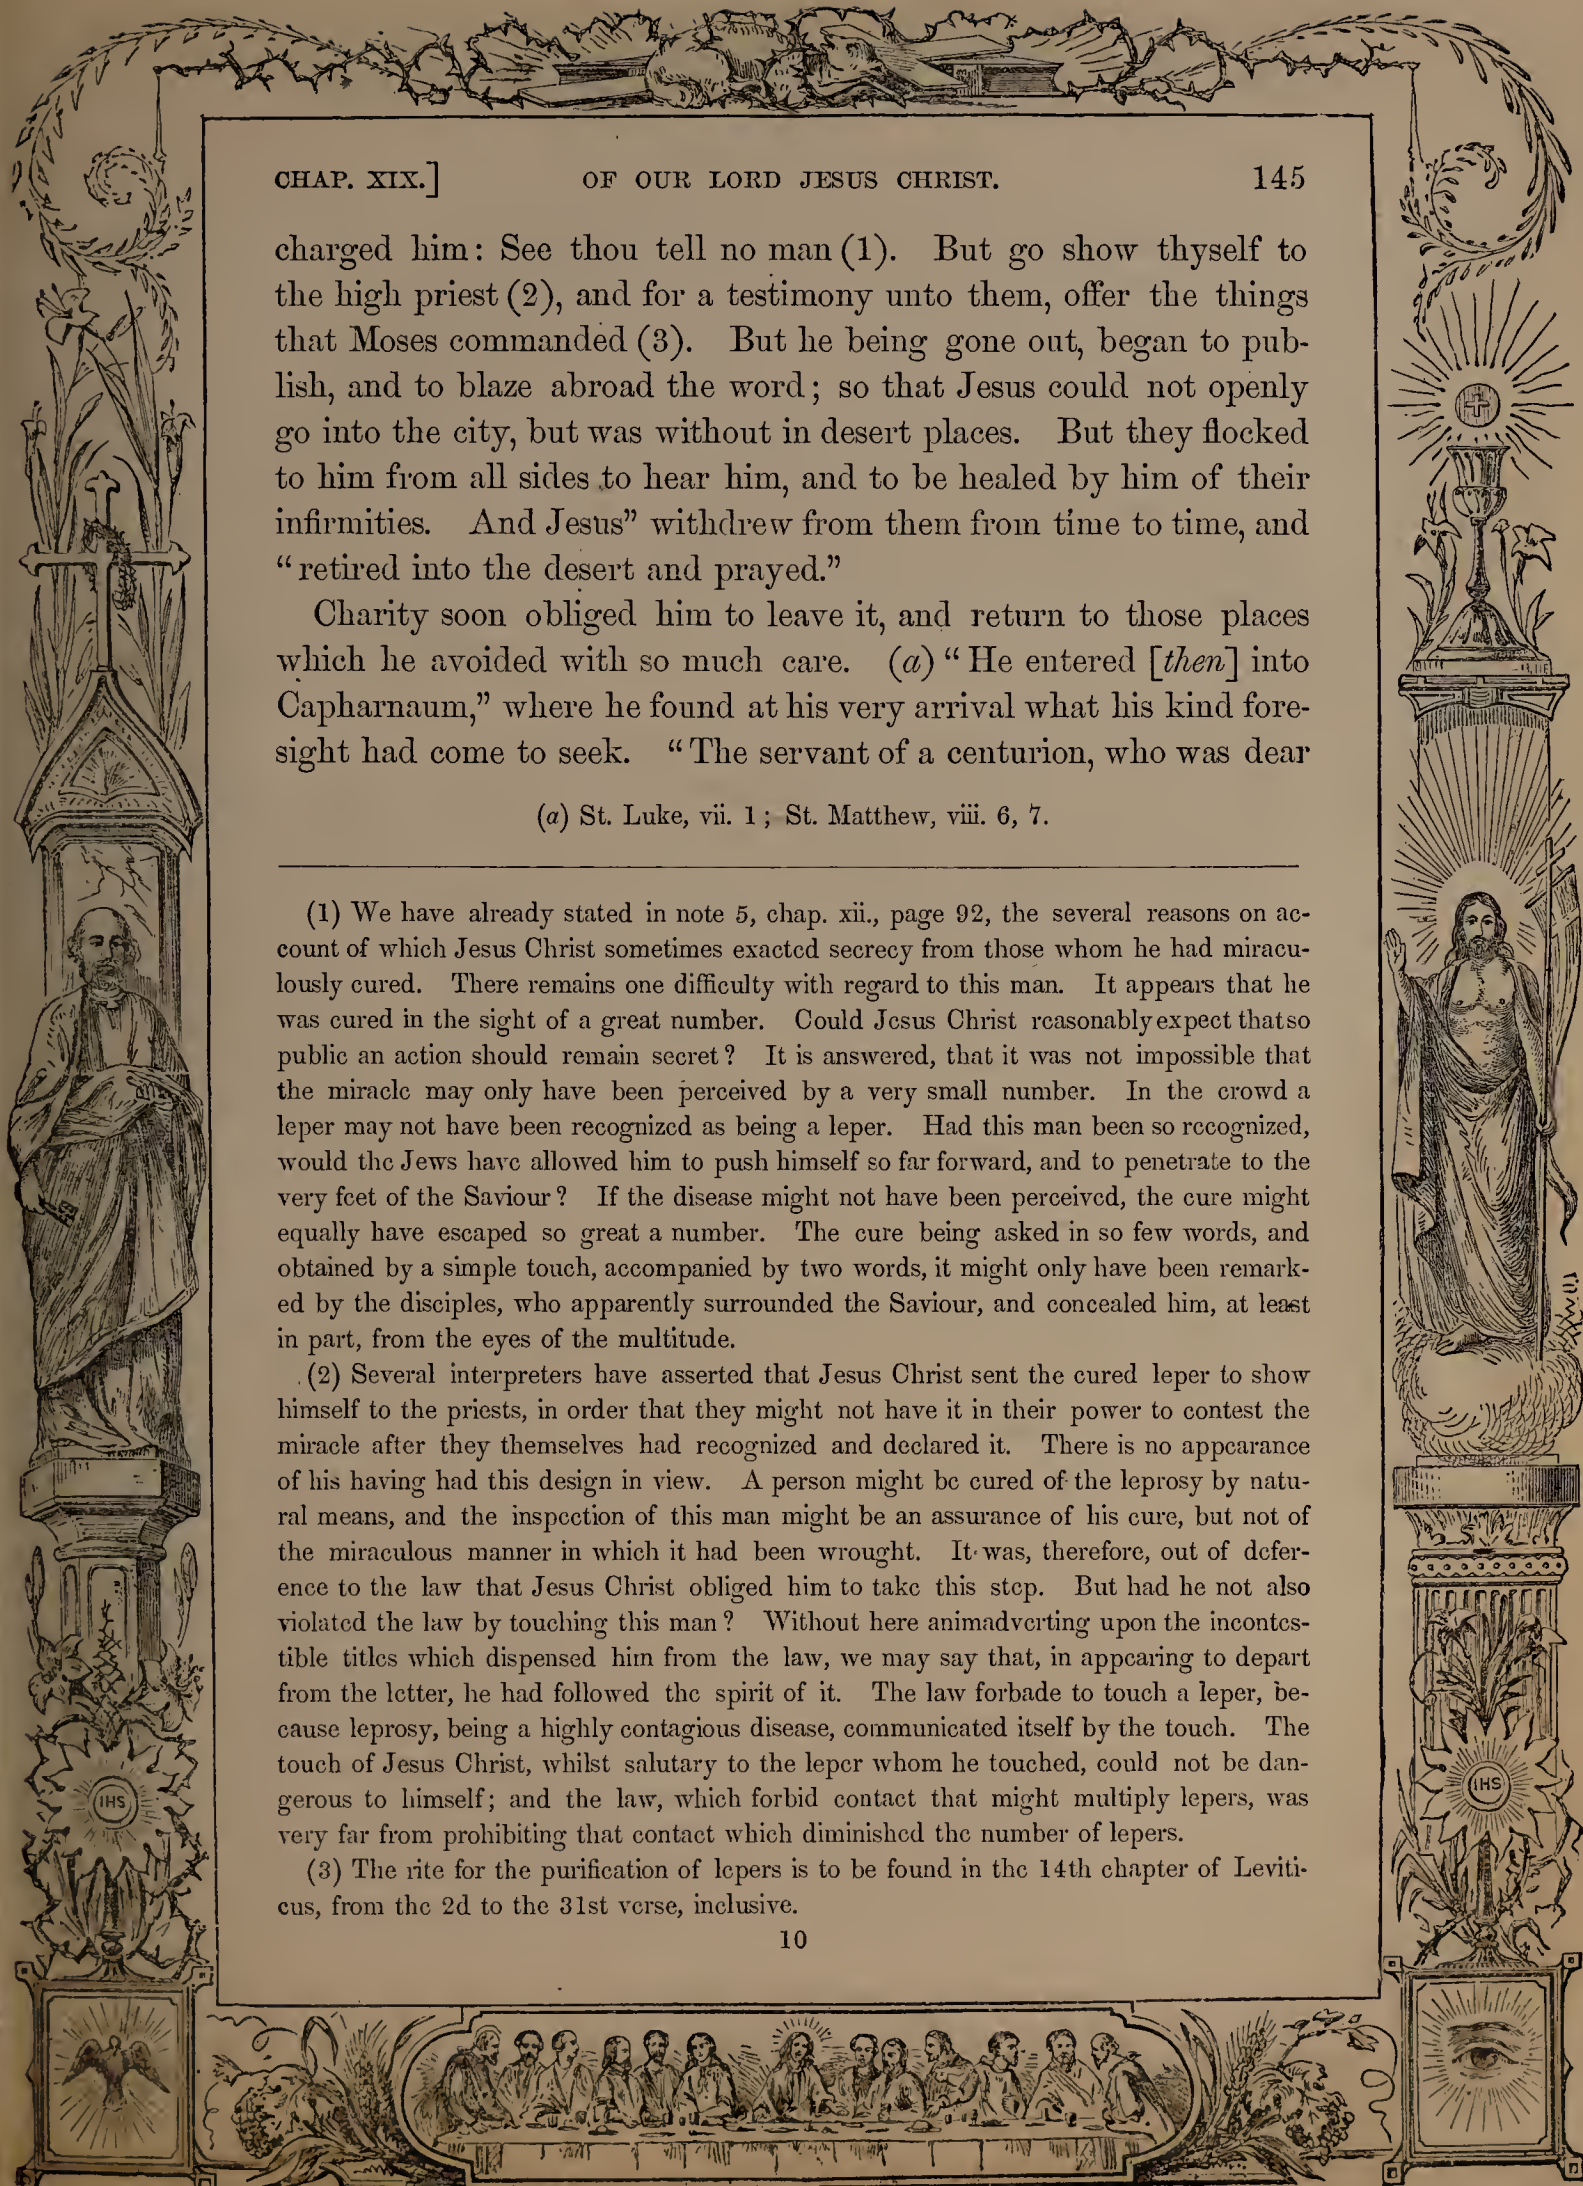 CHAP. XIX.] OF OUR LORD JESUS CHRIST. 145
charged him: See thou tell no man (1). But go show thyself to
the high priest (2), and for a testimony unto them, offer the things
that Moses commanded (3). But he being gone out, began to pub-
lish, and to blaze abroad the word; so that Jesus could not openly
go into the city, but was without in desert places. But they flocked
to him from all sides to hear him, and to be healed by him of their
infirmities. And Jesus” withdrew from them from time to time, and
“retired into the desert and prayed.”
Charity soon obliged him to leave it, and return to those places
which he avoided with so much care. (a) “He entered [then] into
Capharnaum,” where he found at his very arrival what his kind fore-
sight had come to seek. “The servant of a centurion, who was dear
(a) St. Luke, vii. 1; St. Matthew, viii. 6, 7.
(1) We have already stated in note 5, chap. xii., page 92, the several reasons on ac-
count of which Jesus Christ sometimes exacted secrecy from those whom he had miracu-
lously cured. There remains one difficulty with regard to this man. It appears that he
was cured in the sight of a great number. Could Jesus Christ reasonably expect that so
public an action should remain secret? It is answered, that it was not impossible that
the miracle may only have been perceived by a very small number. In the crowd a
leper may not have been recognized as being a leper. Had this man been so recognized,
would the Jews have allowed him to push himself so far forward, and to penetrate to the
very feet of the Saviour? If the disease might not have been perceived, the cure might
equally have escaped so great a number. The cure being asked in so few words, and
obtained by a simple touch, accompanied by two words, it might only have been remark-
ed by the disciples, who apparently surrounded the Saviour, and concealed him, at least
in part, from the eyes of the multitude.
(2) Several interpreters have asserted that Jesus Christ sent the cured leper to show
himself to the priests, in order that they might not have it in their power to contest the
miracle after they themselves had recognized and declared it. There is no appearance
of his having had this design in view. A person might be cured of the leprosy by natu-
ral means, and the inspection of this man might be an assurance of his cure, but not of
the miraculous manner in which it had been wrought. It was, therefore, out of defer-
ence to the law that Jesus Christ obliged him to take this step. But had he not also
violated the law by touching this man? Without here animadverting upon the incontes-
tible titles which dispensed him from the law, we may say that, in appearing to depart
from the letter, he had followed the spirit of it. The law forbade to touch a leper, be-
cause leprosy, being a highly contagious disease, communicated itself by the touch. The
touch of Jesus Christ, whilst salutary to the leper whom he touched, could not be dan-
gerous to himself; and the law, which forbid contact that might multiply lepers, was
very far from prohibiting that contact which diminished the number of lepers.
(3) The rite for the purification of lepers is to be found in the 14th chapter of Leviti-
cus, from the 2d to the 31st verse, inclusive.
10
IHS
IHS